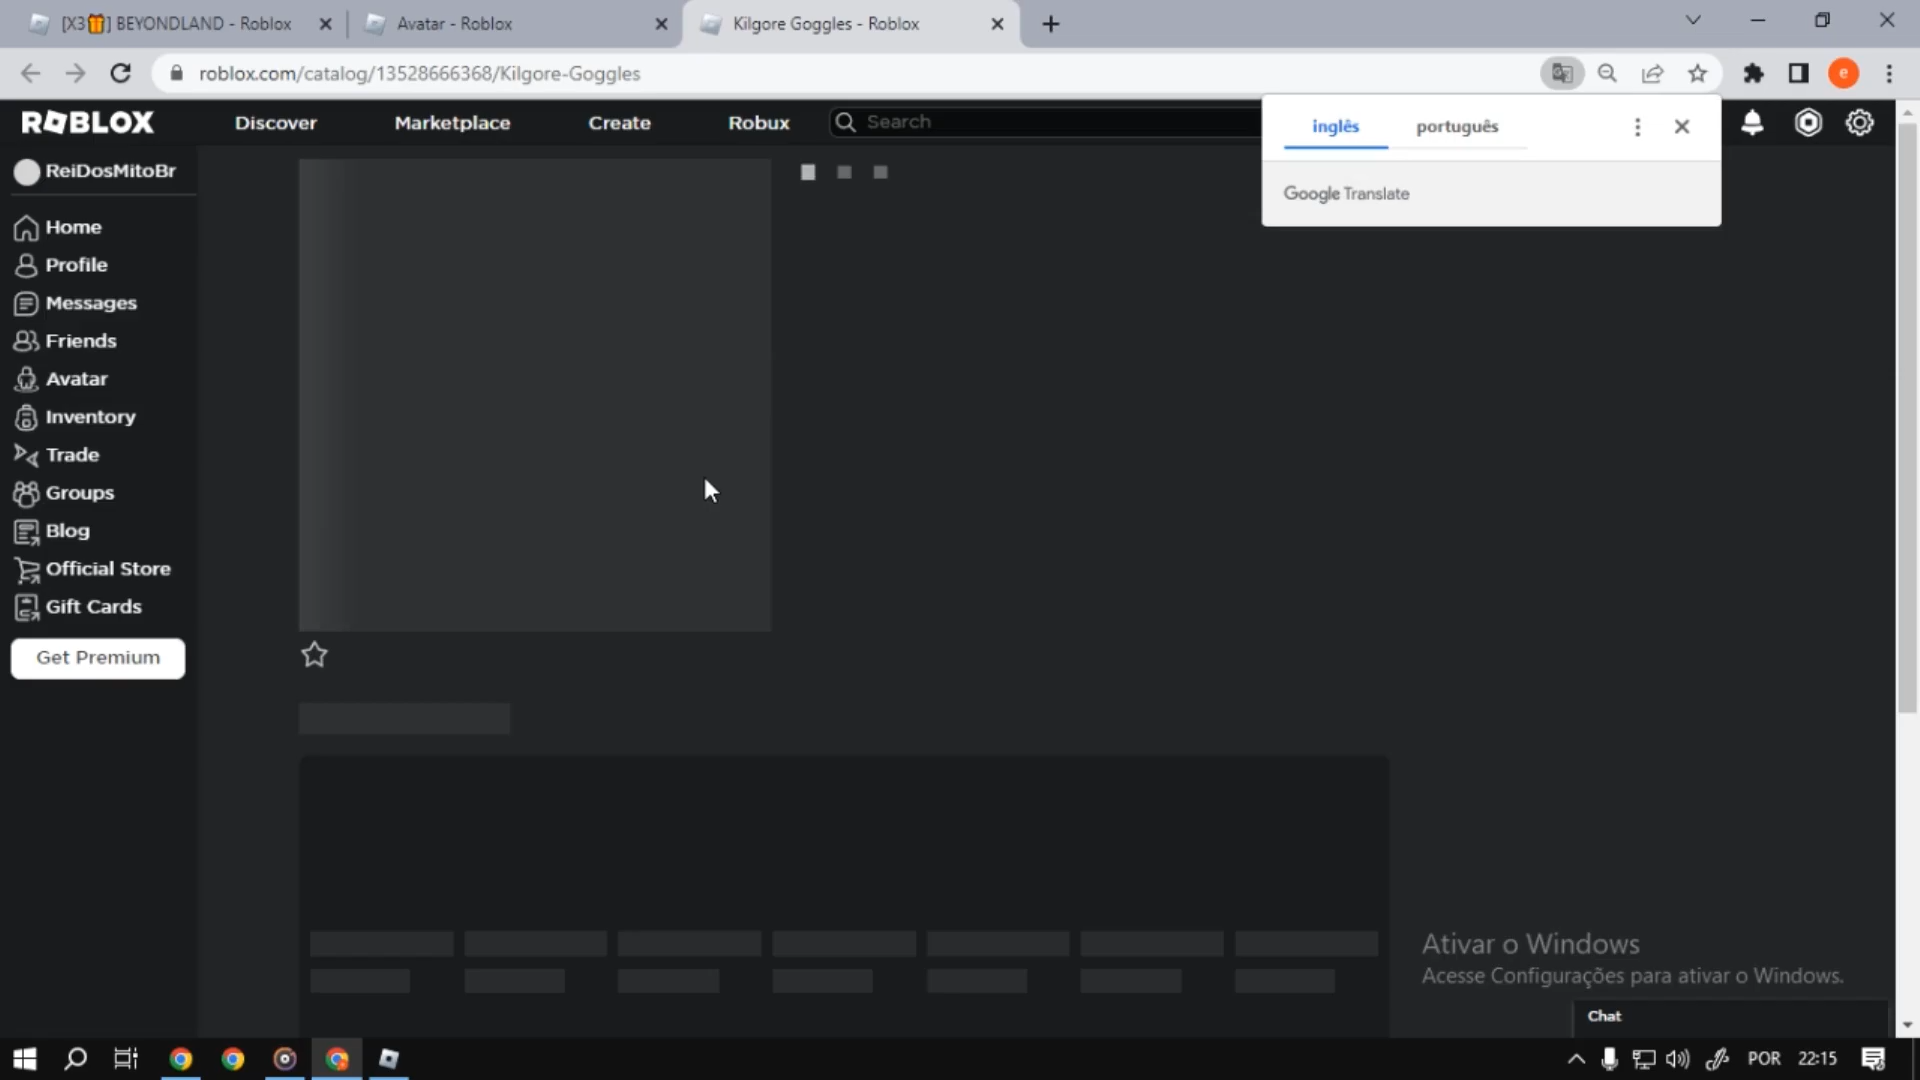 [X3🎁] BEYONDLAND - Roblox
Avatar - Roblox
Kilgore Goggles - Roblox
roblox.com/catalog/13528666368/Kilgore-Goggles
e
ROBLOX
Discover
Marketplace
Create
Robux
Search
inglês
português
Google Translate
ReiDosMitoBr
Home
Profile
Messages
Friends
Avatar
Inventory
Trade
Groups
Blog
Official Store
Gift Cards
Get Premium
Ativar o Windows
Acesse Configurações para ativar o Windows.
Chat
POR
22:15